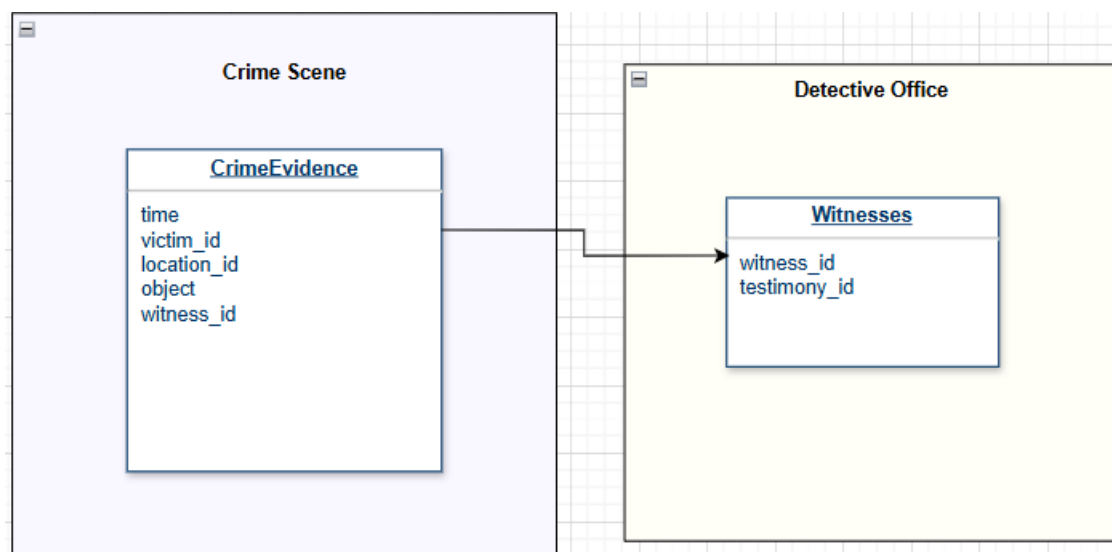 Crime Scene
CrimeEvidence
time
victim_id
location_id
object
witness_id
Detective Office
Witnesses
witness_id
testimony_id